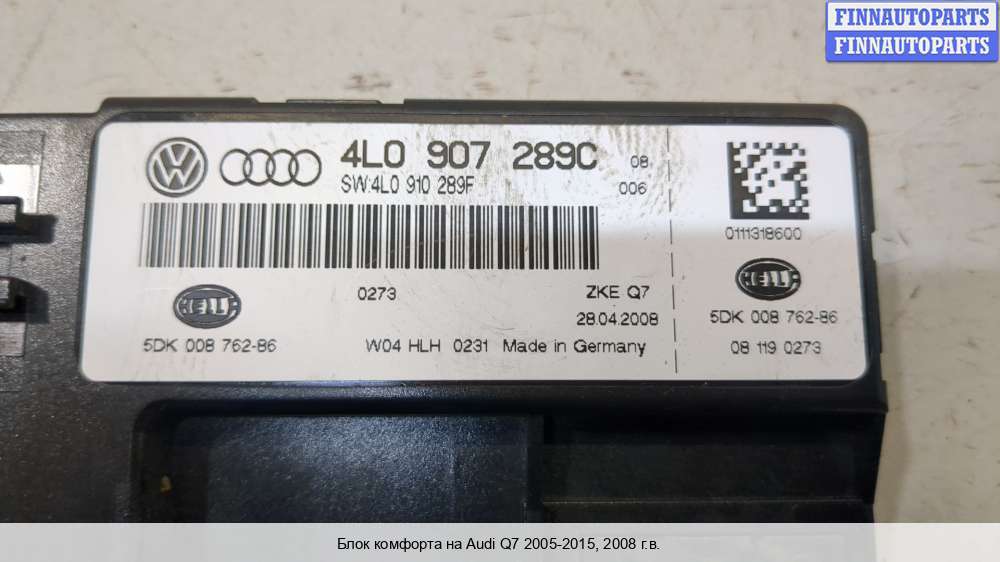 FINNAUTOPARTS
FINNAUTOPARTS
4L0 907 289C 08
SW:4L0 910 289F 006
0111318600
0273 ZKE Q7
HELLA
28.04.2008
5DK 008 762-86
W04 HLH 0231 Made in Germany
HELLA
5DK 008 762-86
08 119 0273
Блок комфорта на Audi Q7 2005-2015, 2008 г.в.